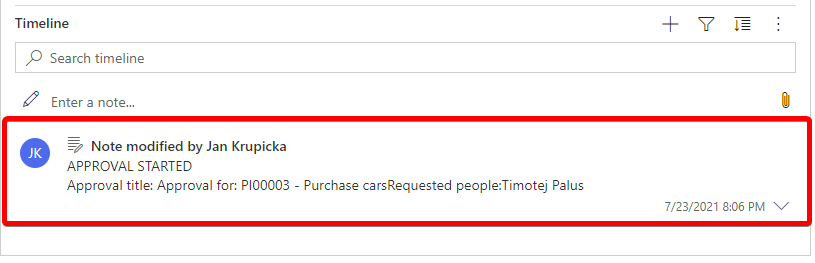 Timeline
Search timeline
Enter a note...
JK
Note modified by Jan Krupicka
APPROVAL STARTED
Approval title: Approval for: PI00003 - Purchase carsRequested people:Timotej Palus
7/23/2021 8:06 PM